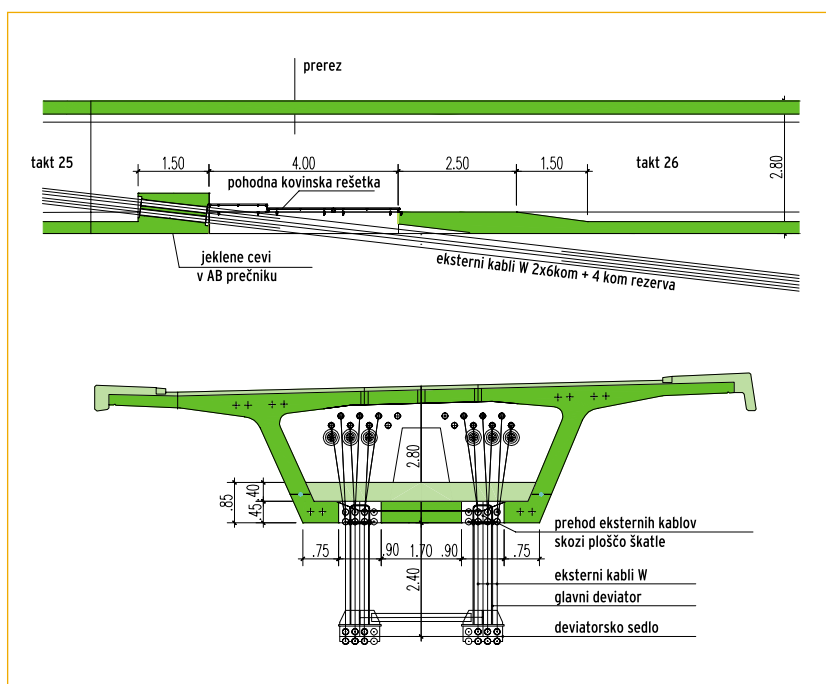 prerez
takt 25
1.50
4.00
2.50
1.50
takt 26
2.80
pohodna kovinska rešetka
jeklene cevi
v AB prečniku
eksterni kabli W 2x6kom + 4 kom rezerva
2.80
.85
.40
.45
prehod eksternih kablov
skozi ploščo škatle
.75
.90
1.70
.90
.75
2.40
eksterni kabli W
glavni deviator
deviatorsko sedlo